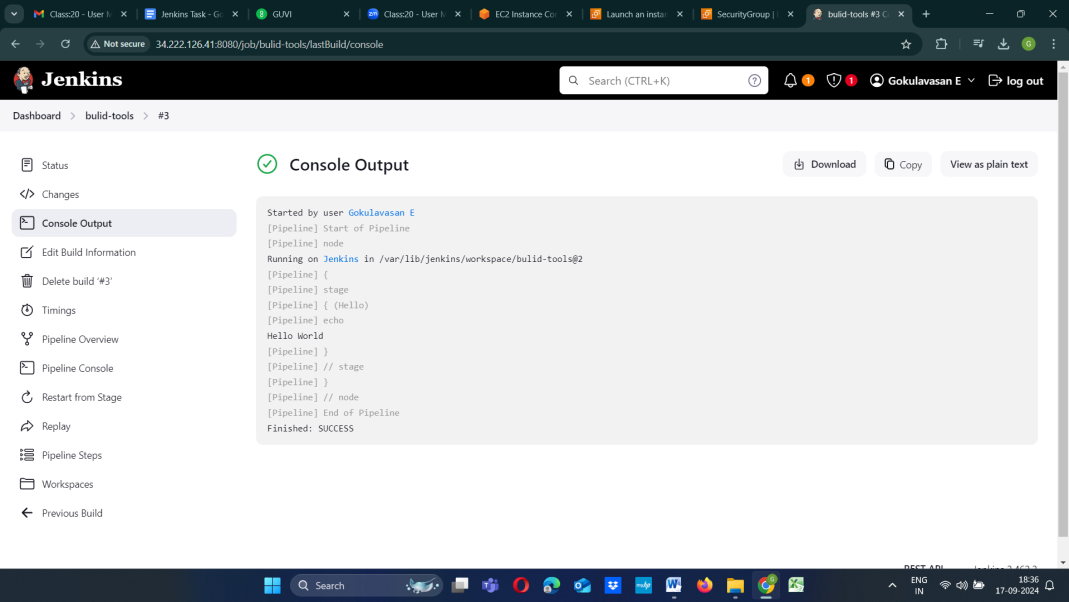 Class:20 - User M
Jenkins Task - Go
GUVI
Class:20 - User M
EC2 Instance Con
Launch an instan
SecurityGroup |
bulid-tools #3 C
Not secure
34.222.126.41:8080/job/bulid-tools/lastBuild/console
G
Jenkins
Search (CTRL+K)
?
1
1
Gokulavasan E
log out
Dashboard > bulid-tools > #3
Status
Changes
Console Output
Edit Build Information
Delete build '#3'
Timings
Pipeline Overview
Pipeline Console
Restart from Stage
Replay
Pipeline Steps
Workspaces
Previous Build
Console Output
Download
Copy
View as plain text
Started by user Gokulavasan E
[Pipeline] Start of Pipeline
[Pipeline] node
Running on Jenkins in /var/lib/jenkins/workspace/bulid-tools@2
[Pipeline] {
[Pipeline] stage
[Pipeline] { (Hello)
[Pipeline] echo
Hello World
[Pipeline] }
[Pipeline] // stage
[Pipeline] }
[Pipeline] // node
[Pipeline] End of Pipeline
Finished: SUCCESS
REST API
Search
ENG
IN
18:36
17-09-2024